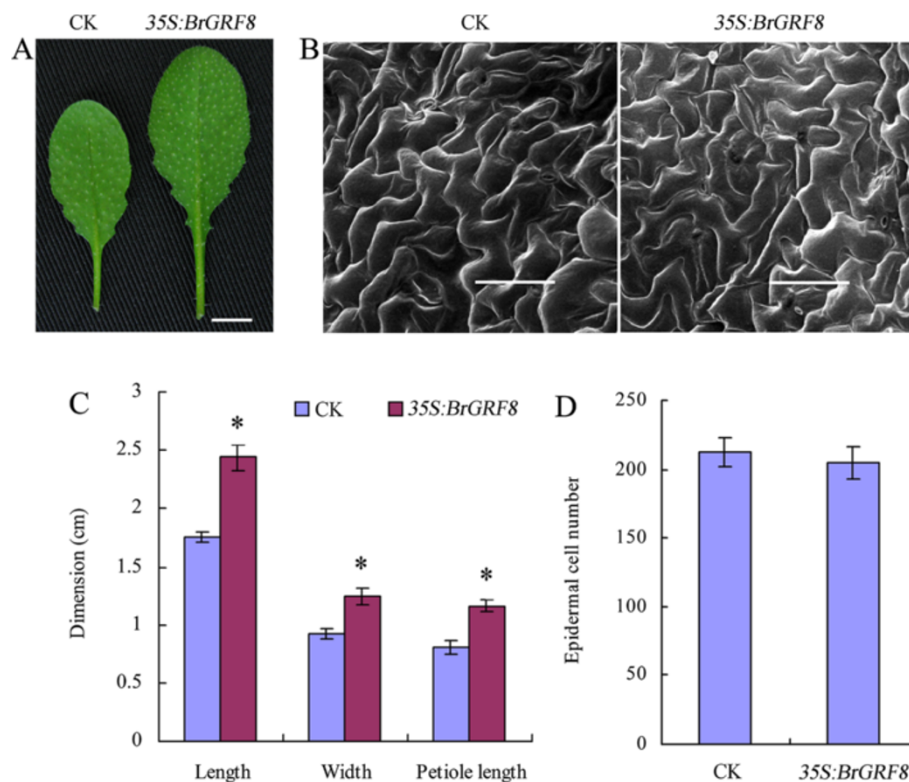 CK 35S:BrGRF8
A
B
CK 35S:BrGRF8
C
CK 35S:BrGRF8
3
2.5
2
1.5
1
0.5
0
Dimension (cm)
*
*
*
Length Width Petiole length
D
250
200
150
100
50
0
Epidermal cell number
CK 35S:BrGRF8